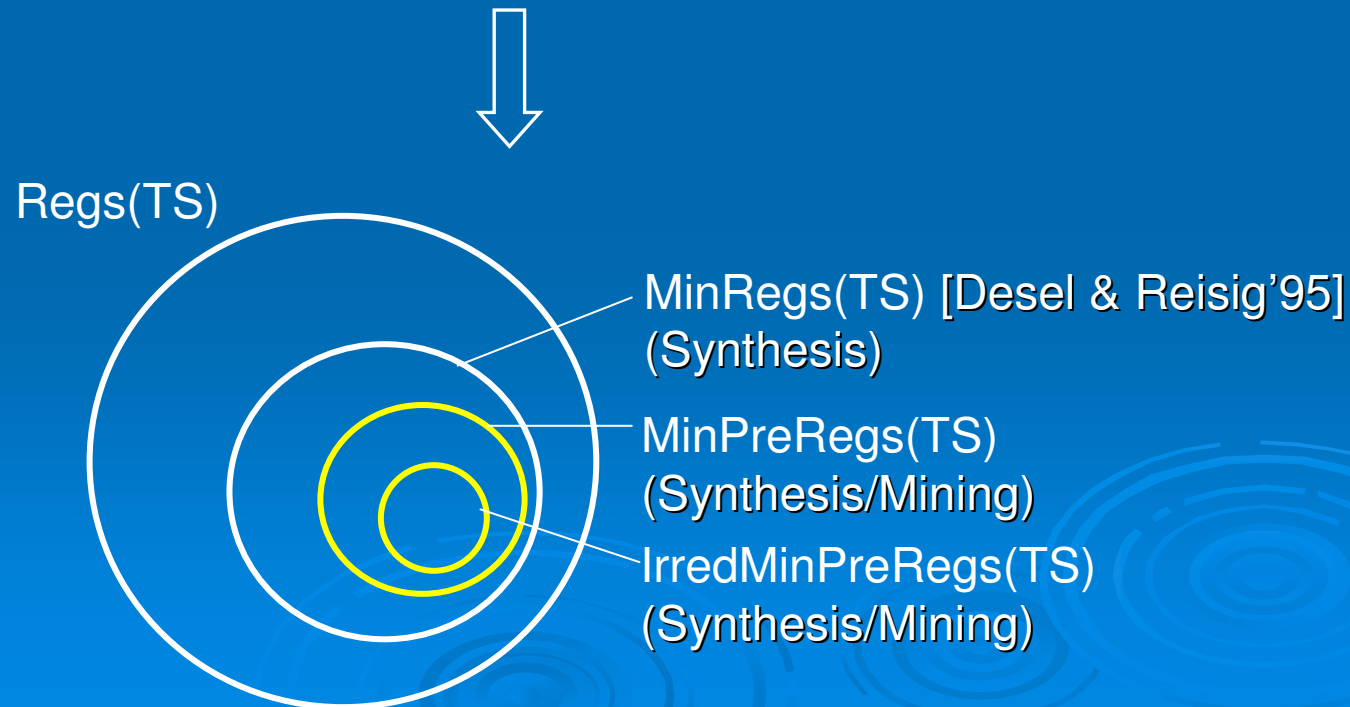 Regs(TS)
MinRegs(TS) [Desel & Reisig’95]
(Synthesis)
MinPreRegs(TS)
(Synthesis/Mining)
IrredMinPreRegs(TS)
(Synthesis/Mining)